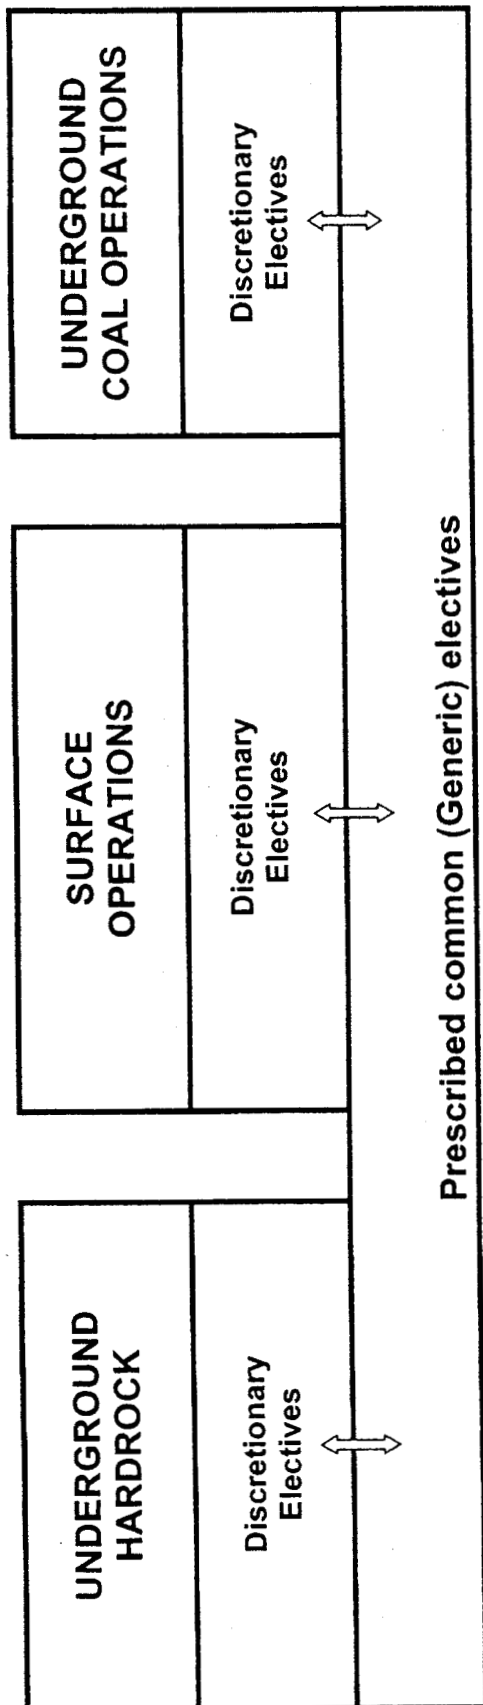 UNDERGROUND
HARDROCK
Discretionary
Electives
SURFACE
OPERATIONS
Discretionary
Electives
UNDERGROUND
COAL OPERATIONS
Discretionary
Electives
Prescribed common (Generic) electives